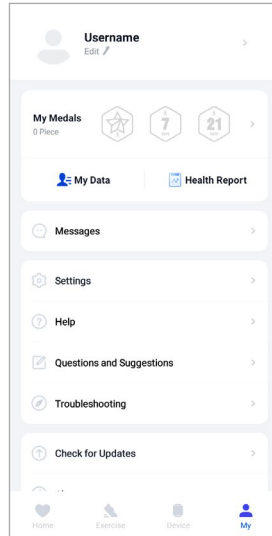 Username
Edit
My Medals
0 Piece
7
21
My Data
Health Report
Messages
Settings
Help
Questions and Suggestions
Troubleshooting
Check for Updates
Home
Exercise
Device
My